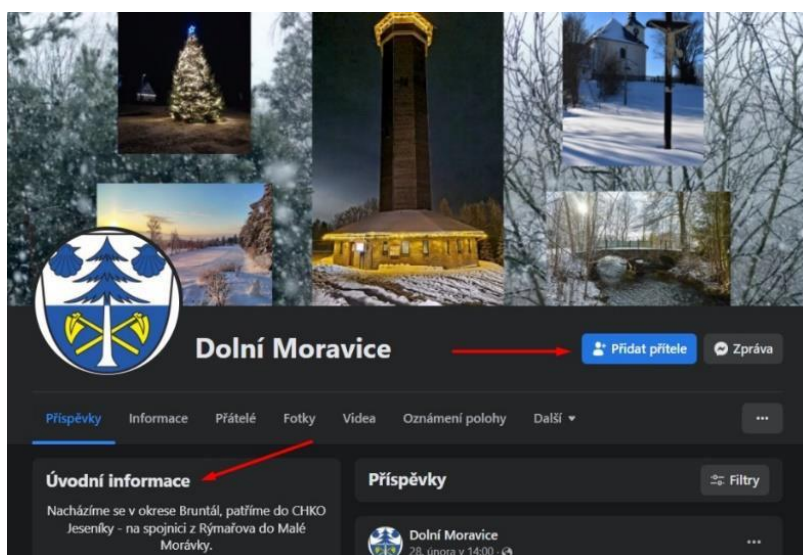 Dolní Moravice
Přidat přítele
Zpráva
Příspěvky
Informace
Přátelé
Fotky
Videa
Oznámení polohy
Další
Úvodní informace
Nacházíme se v okrese Bruntál, patříme do CHKO
Jeseníky - na spojnici z Rýmařova do Malé
Morávky.
Příspěvky
Filtry
Dolní Moravice
28. února v 14:00 ·